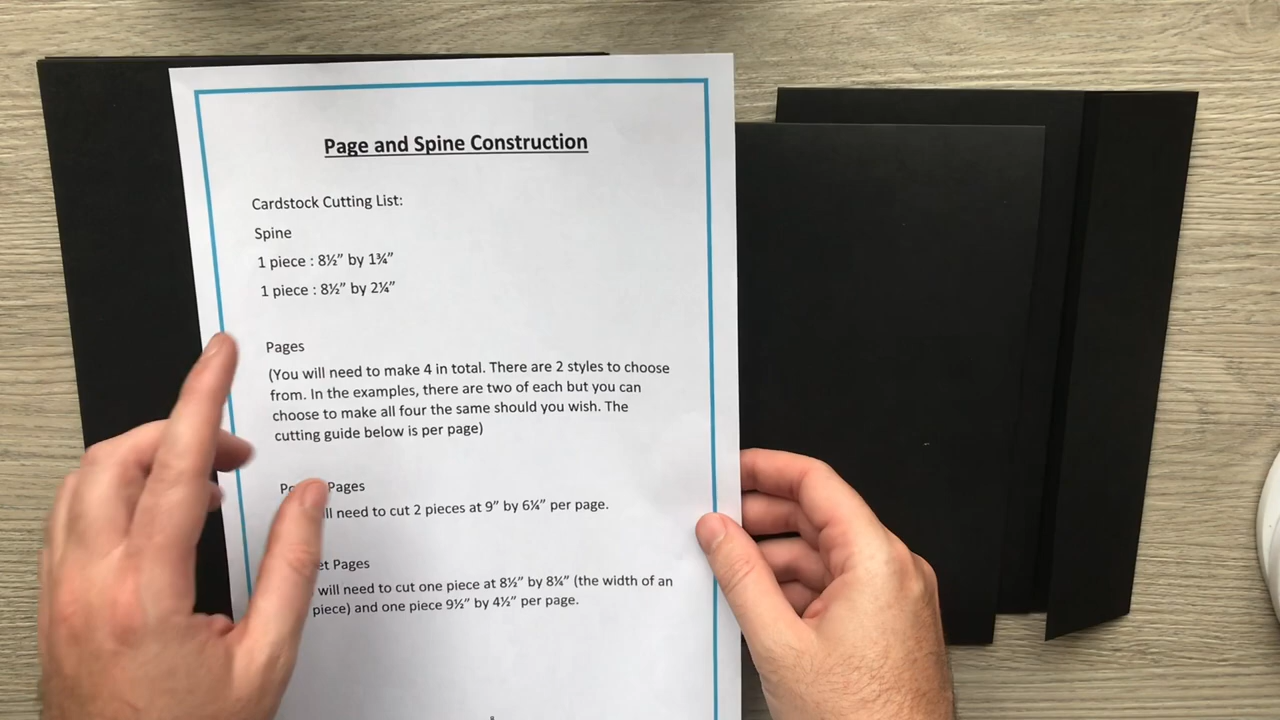 Page and Spine Construction
Cardstock Cutting List:
Spine
1 piece : 8½” by 1¾”
1 piece : 8½” by 2¼”
Pages
(You will need to make 4 in total. There are 2 styles to choose
from. In the examples, there are two of each but you can
choose to make all four the same should you wish. The
cutting guide below is per page)
Pages
need to cut 2 pieces at 9” by 6¼” per page.
Pages
will need to cut one piece at 8½” by 8¼” (the width of an
piece) and one piece 9½” by 4½” per page.